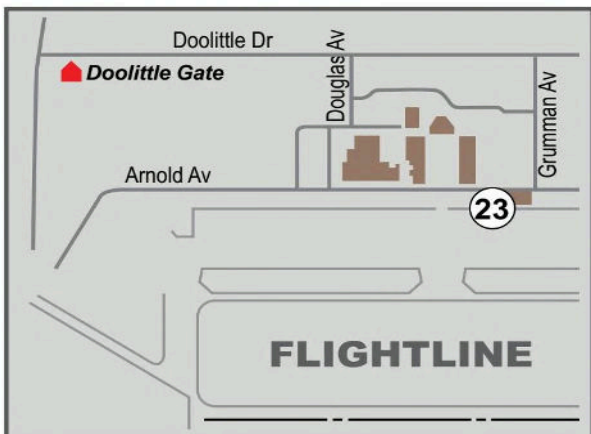 Doolittle Dr
Doolittle Gate
Douglas Av
Grumman Av
Arnold Av
23
FLIGHTLINE